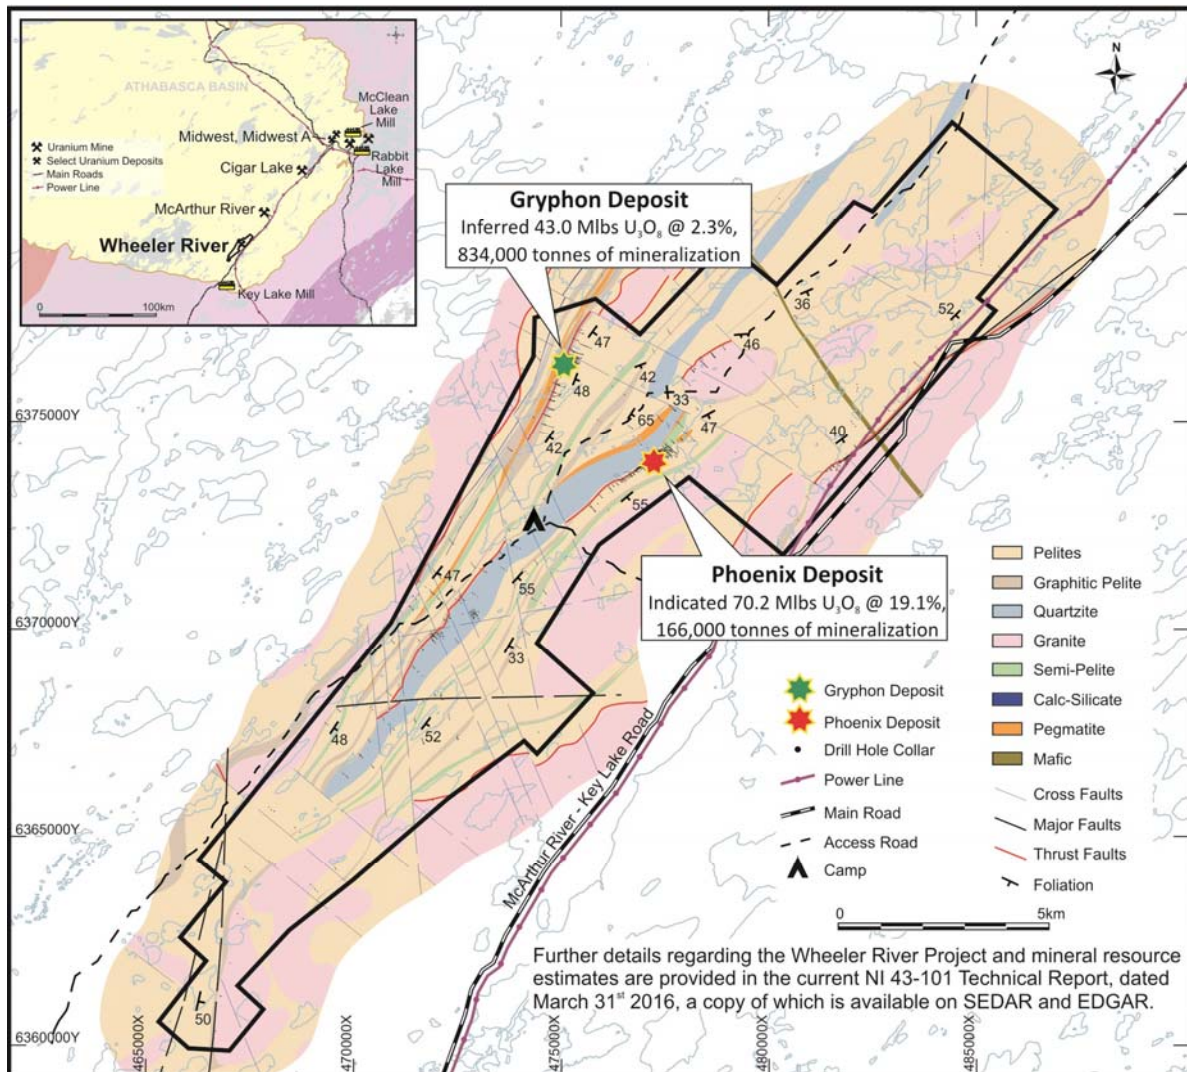 ATHABASCA BASIN
McClean
Lake
Mill
Midwest, Midwest A
Rabbit
Lake
Mill
Cigar Lake
McArthur River
Wheeler River
Key Lake Mill
Uranium Mine
Select Uranium Deposits
Main Roads
Power Line
0 100km
N
Gryphon Deposit
Inferred 43.0 Mlbs U₃O₈ @ 2.3%,
834,000 tonnes of mineralization
36
52
47
46
42
48
33
65
47
42
40
55
47
55
33
48
52
50
Phoenix Deposit
Indicated 70.2 Mlbs U₃O₈ @ 19.1%,
166,000 tonnes of mineralization
McArthur River - Key Lake Road
6375000Y
6370000Y
6365000Y
6360000Y
465000X
470000X
475000X
480000X
485000X
Gryphon Deposit
Phoenix Deposit
Drill Hole Collar
Power Line
Main Road
Access Road
Camp
Pelites
Graphitic Pelite
Quartzite
Granite
Semi-Pelite
Calc-Silicate
Pegmatite
Mafic
Cross Faults
Major Faults
Thrust Faults
Foliation
0 5km
Further details regarding the Wheeler River Project and mineral resource
estimates are provided in the current NI 43-101 Technical Report, dated
March 31st 2016, a copy of which is available on SEDAR and EDGAR.